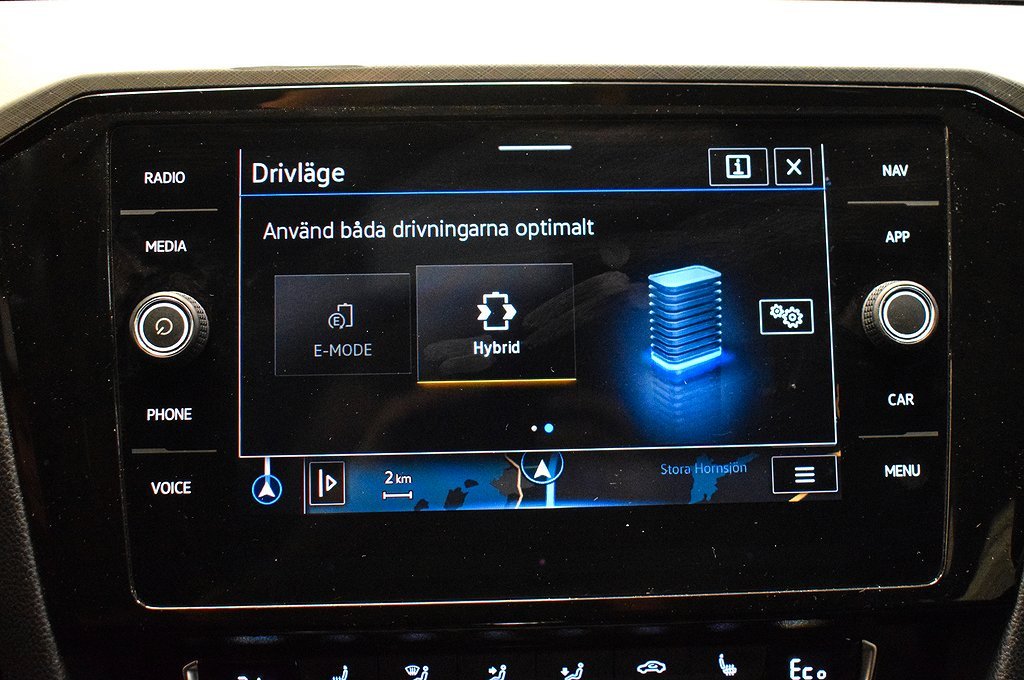 RADIO
MEDIA
PHONE
VOICE
Drivläge
i
X
Använd båda drivningarna optimalt
E
E-MODE
Hybrid
2 km
Stora Hornsjön
NAV
APP
CAR
MENU
Eco